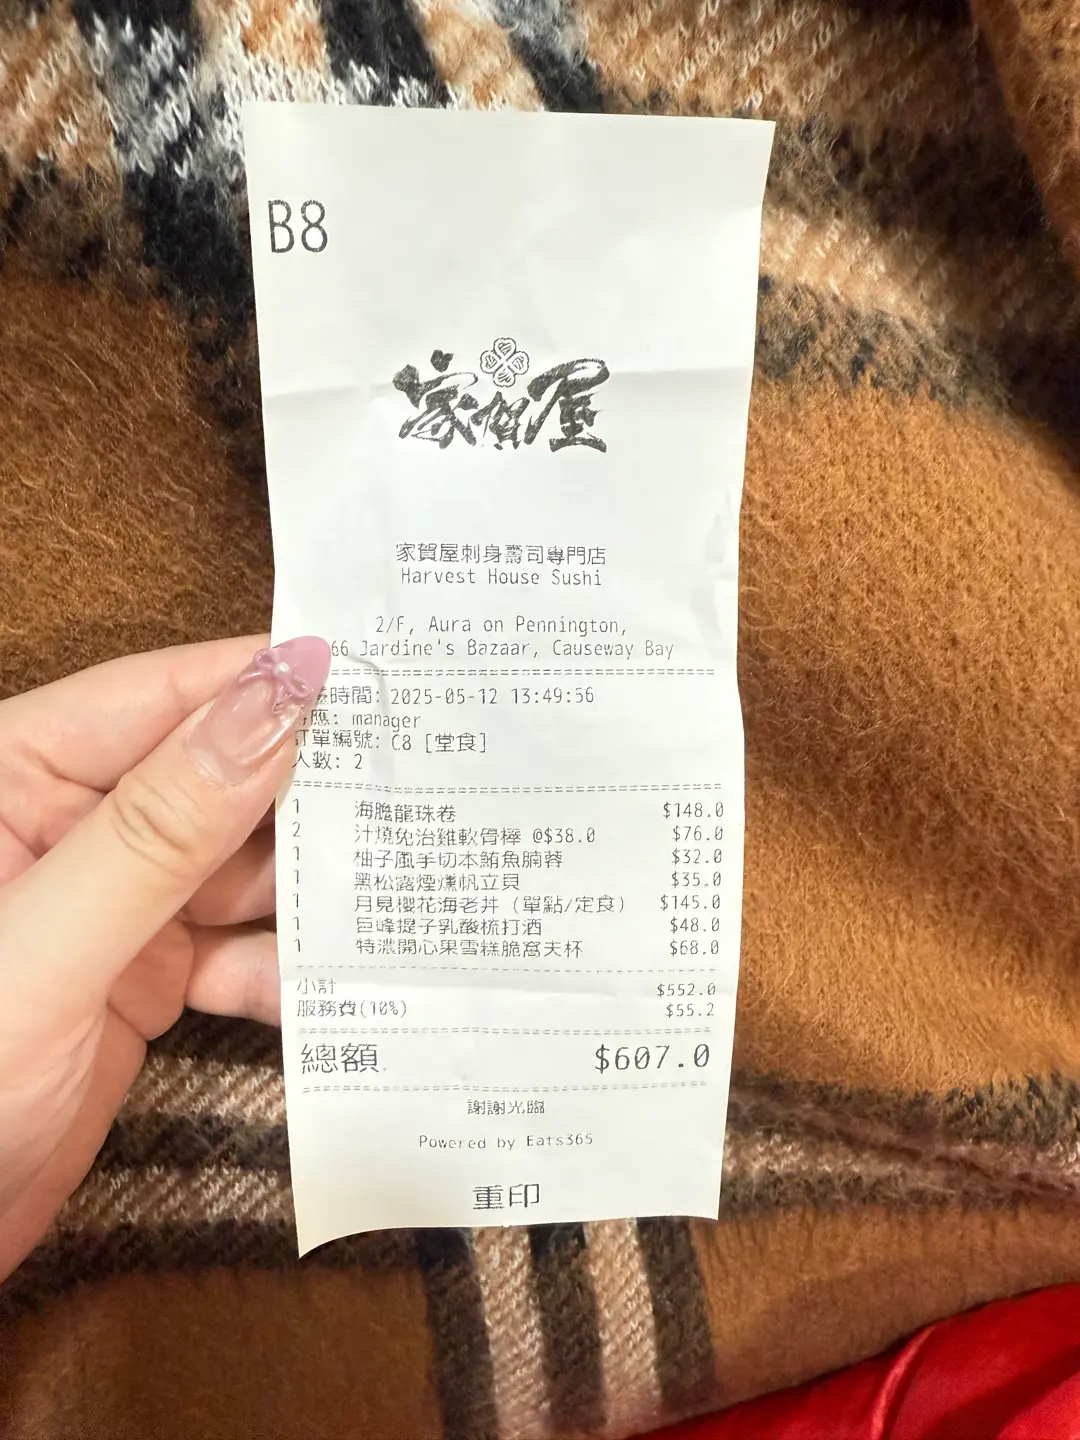 B8
家賀屋
家賀屋刺身壽司專門店
Harvest House Sushi
2/F, Aura on Pennington,
66 Jardine's Bazaar, Causeway Bay
時間: 2025-05-12 13:49:56
應: manager
訂單編號: C8 [堂食]
人數: 2
1 海膽龍珠卷 $148.0
2 汁燒免治雞軟骨棒 @$38.0 $76.0
1 柚子風手切本鮪魚腩蓉 $32.0
1 黑松露煙燻帆立貝 $35.0
1 月見櫻花海老丼 (單點/定食) $145.0
1 巨峰提子乳酸梳打酒 $48.0
1 特濃開心果雪糕脆窩夫杯 $68.0
小計 $552.0
服務費(10%) $55.2
總額 $607.0
謝謝光臨
Powered by Eats365
重印